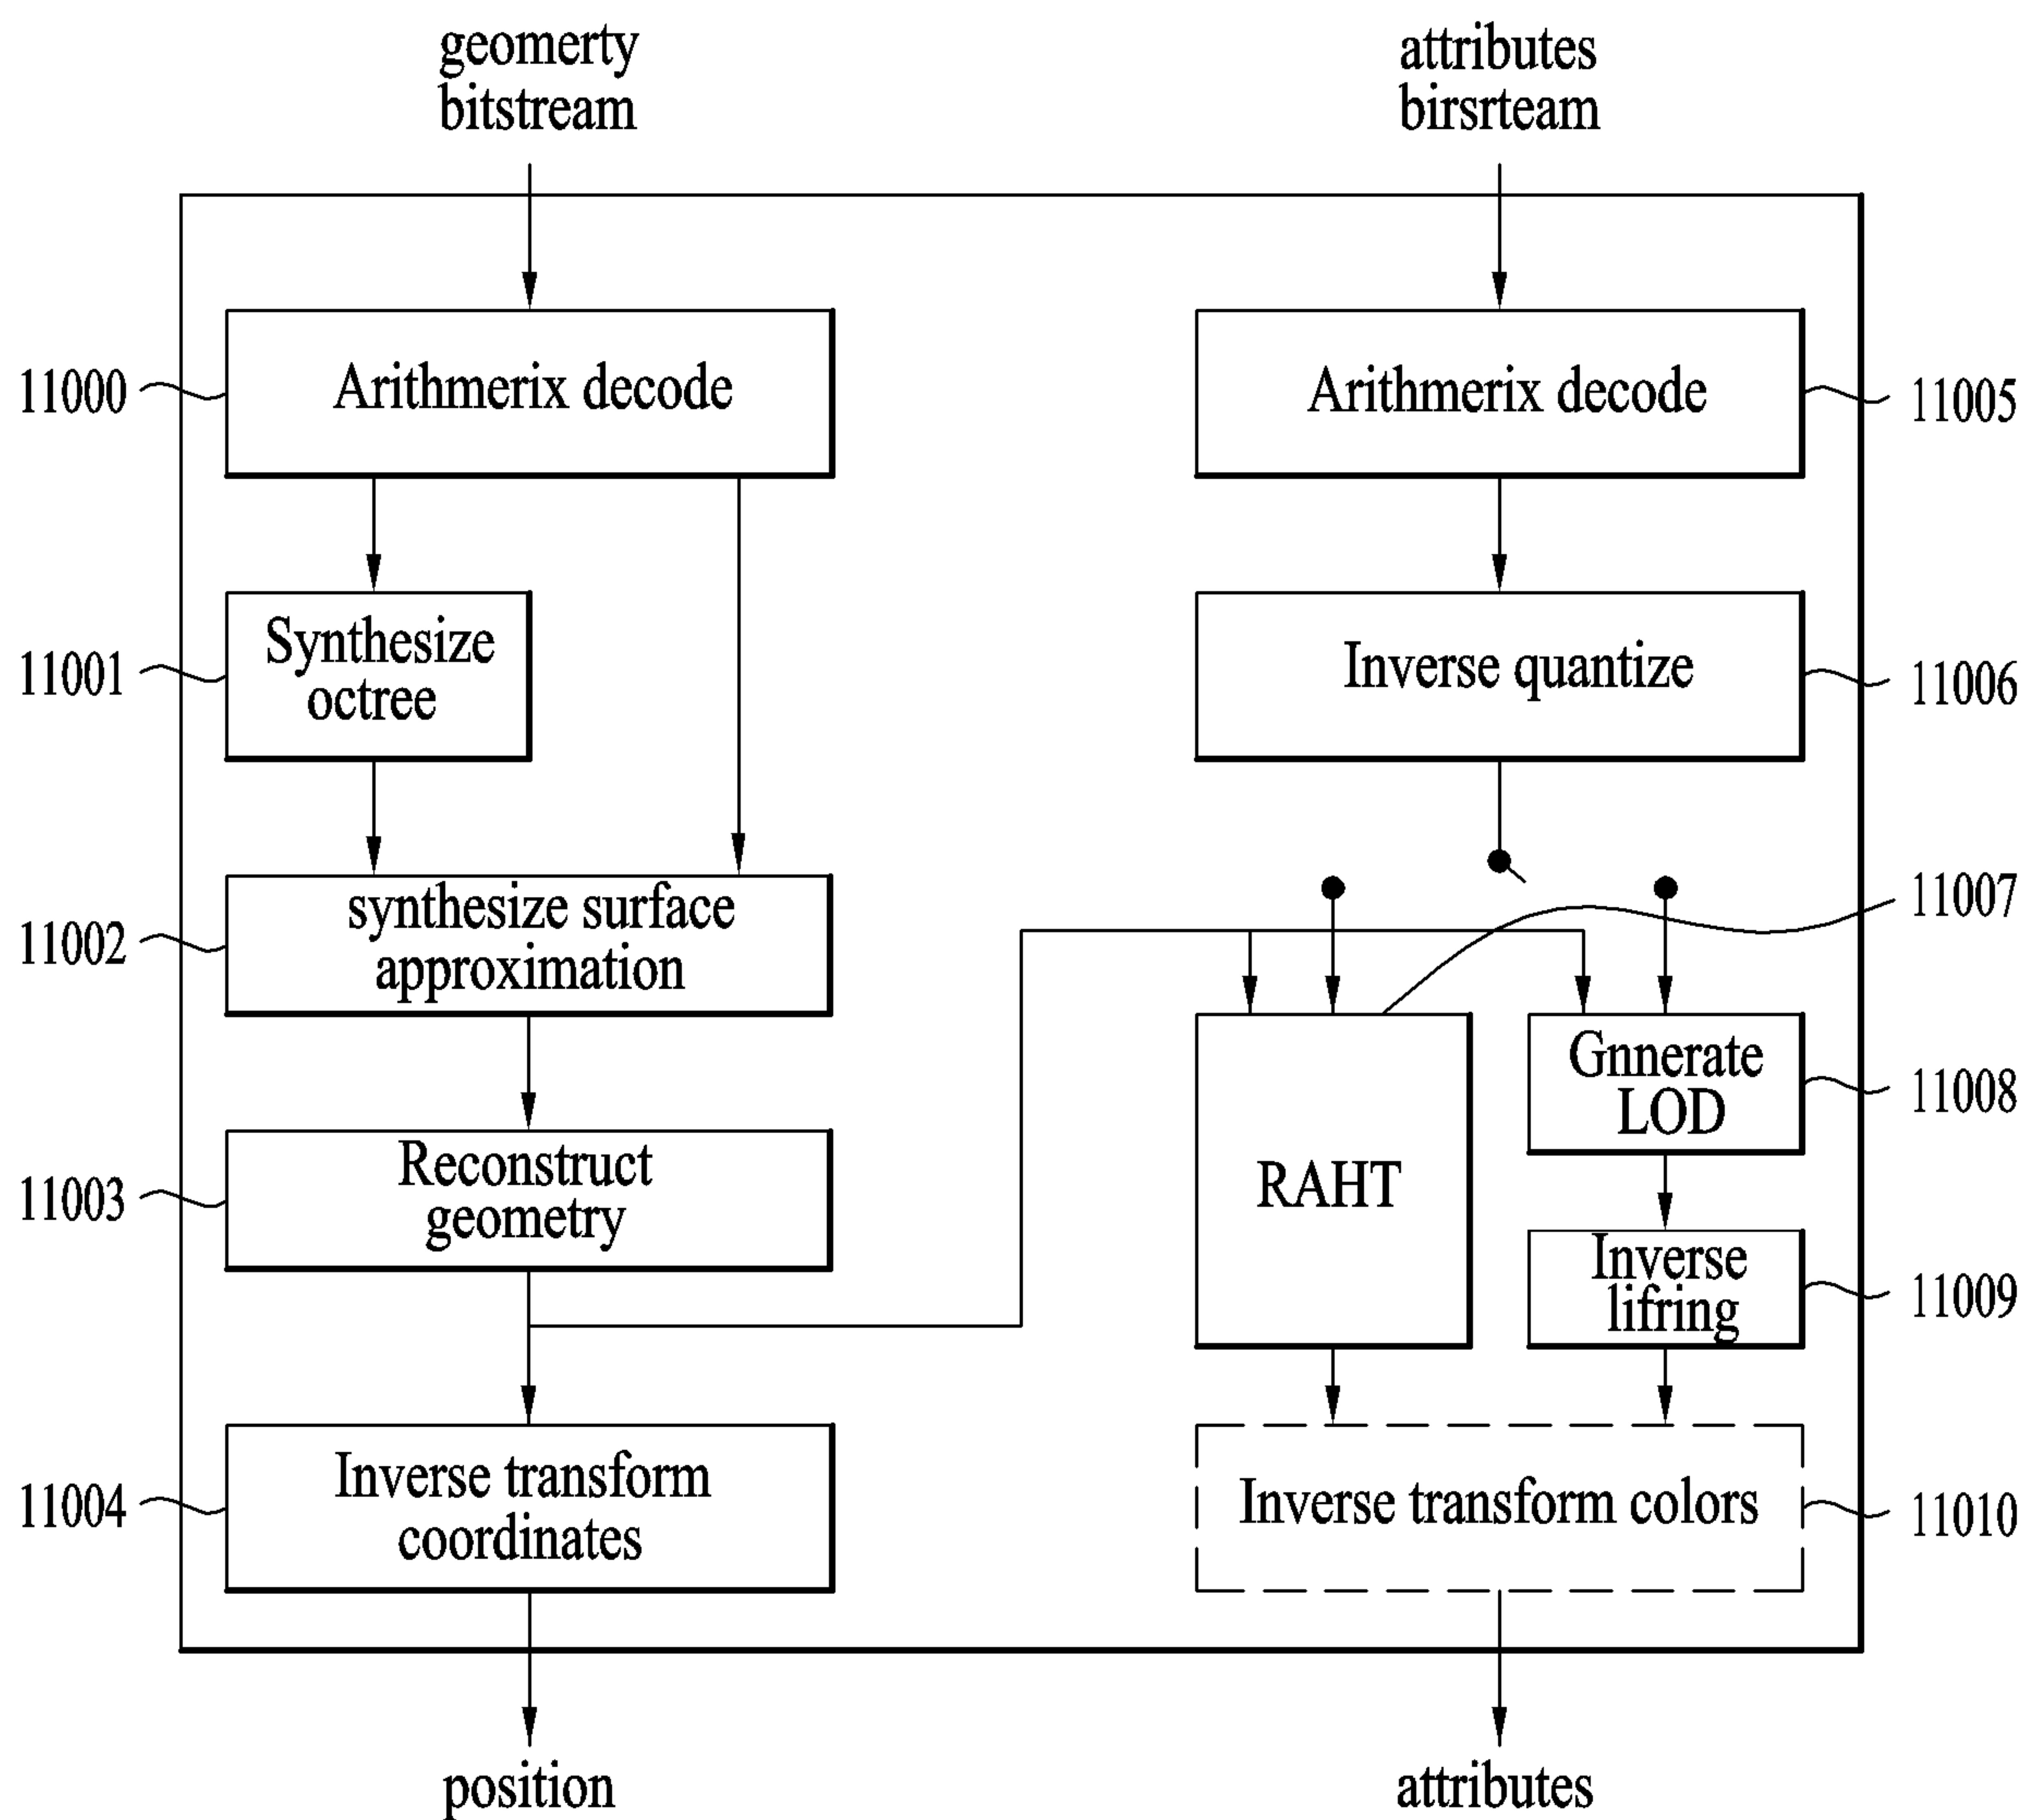 geomerty
bitstream
attributes
birsrteam
11000
Arithmerix decode
Arithmerix decode
11005
11001
Synthesize
octree
Inverse quantize
11006
11002
synthesize surface
approximation
11007
Gnnerate
LOD
11008
11003
Reconstruct
geometry
RAHT
Inverse
lifring
11009
11004
Inverse transform
coordinates
Inverse transform colors
11010
position
attributes